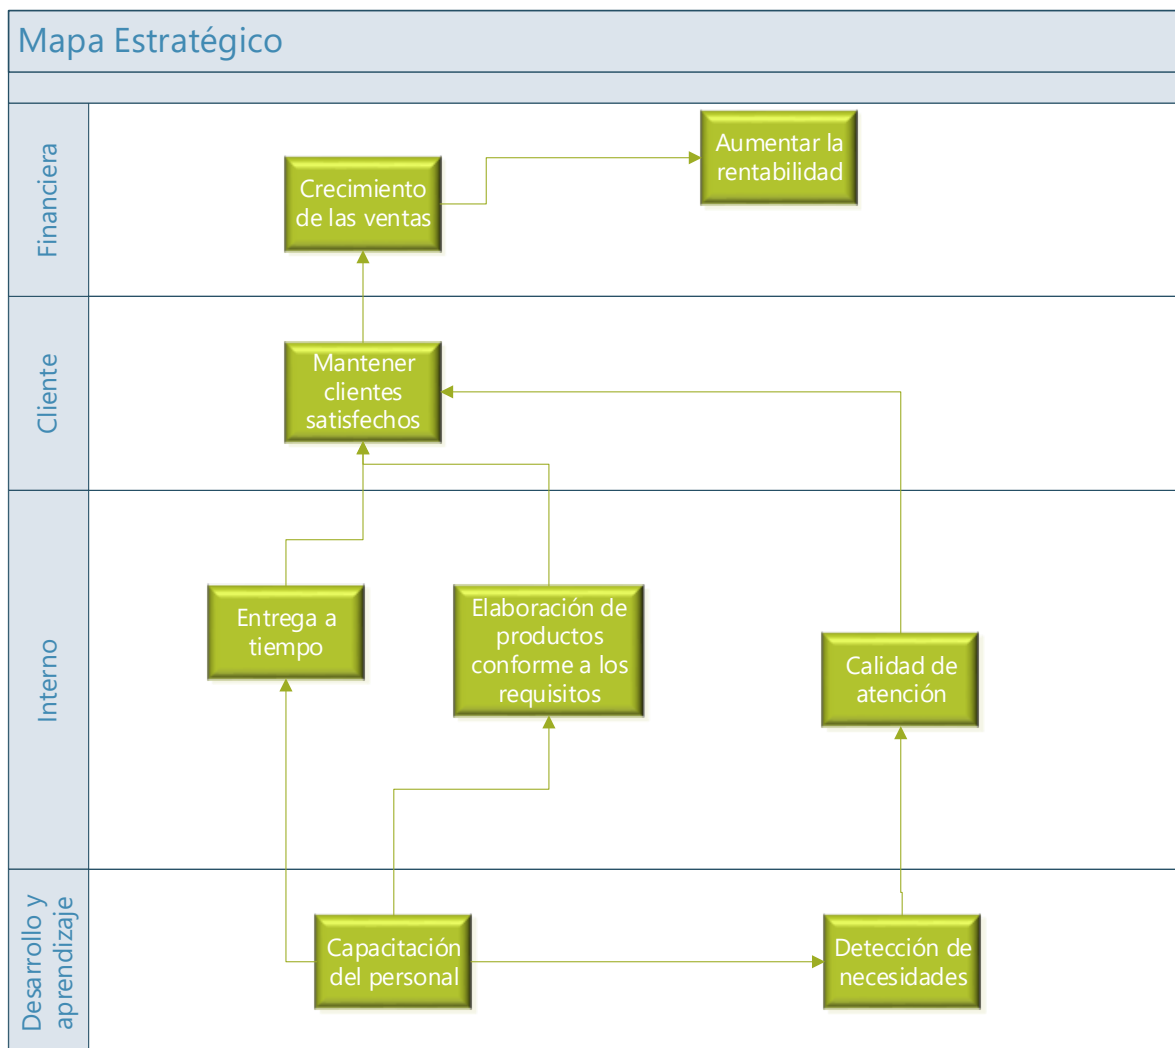 Mapa Estratégico
Financiera
Crecimiento
de las ventas
Aumentar la
rentabilidad
Cliente
Mantener
clientes
satisfechos
Interno
Entrega a
tiempo
Elaboración de
productos
conforme a los
requisitos
Calidad de
atención
Desarrollo y
aprendizaje
Capacitación
del personal
Detección de
necesidades